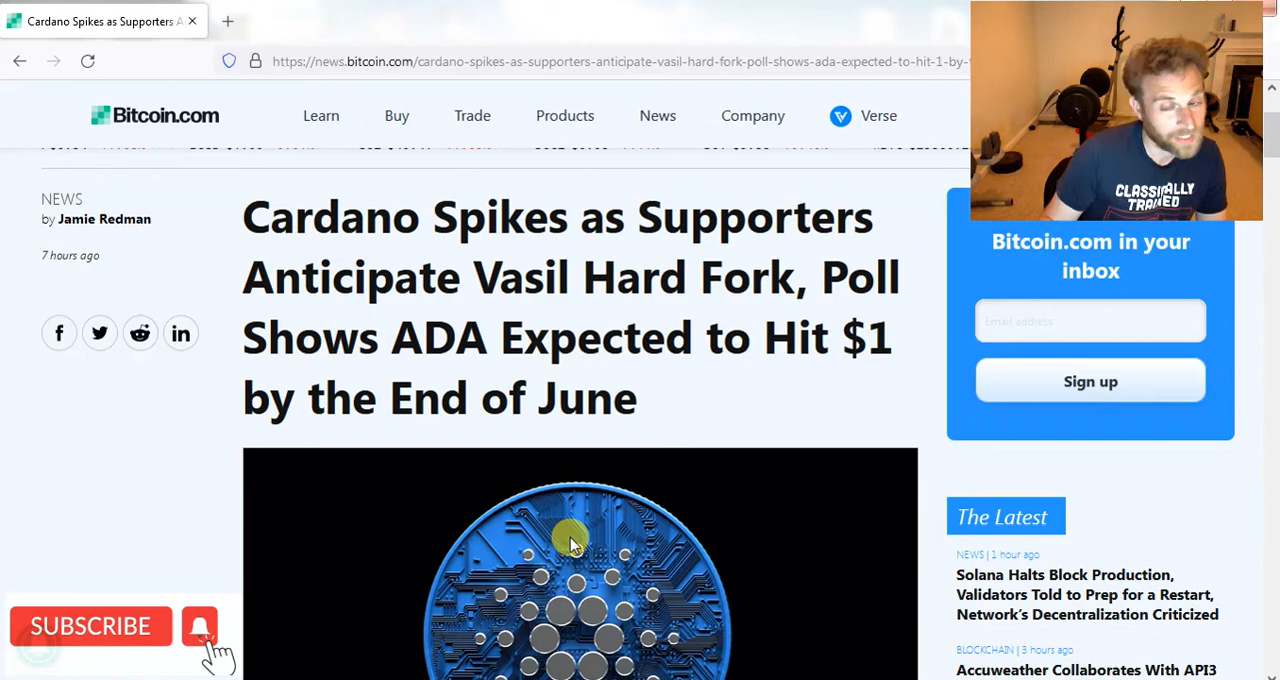 Cardano Spikes as Supporters A
https://news.bitcoin.com/cardano-spikes-as-supporters-anticipate-vasil-hard-fork-poll-shows-ada-expected-to-hit-1-by-
Bitcoin.com
Learn
Buy
Trade
Products
News
Company
Verse
NEWS
by Jamie Redman
7 hours ago
Cardano Spikes as Supporters
Anticipate Vasil Hard Fork, Poll
Shows ADA Expected to Hit $1
by the End of June
CLASSICALLY
TRAINED
Bitcoin.com in your
inbox
Email address
Sign up
The Latest
NEWS | 1 hour ago
Solana Halts Block Production,
Validators Told to Prep for a Restart,
Network's Decentralization Criticized
BLOCKCHAIN | 3 hours ago
Accuweather Collaborates With API3
SUBSCRIBE